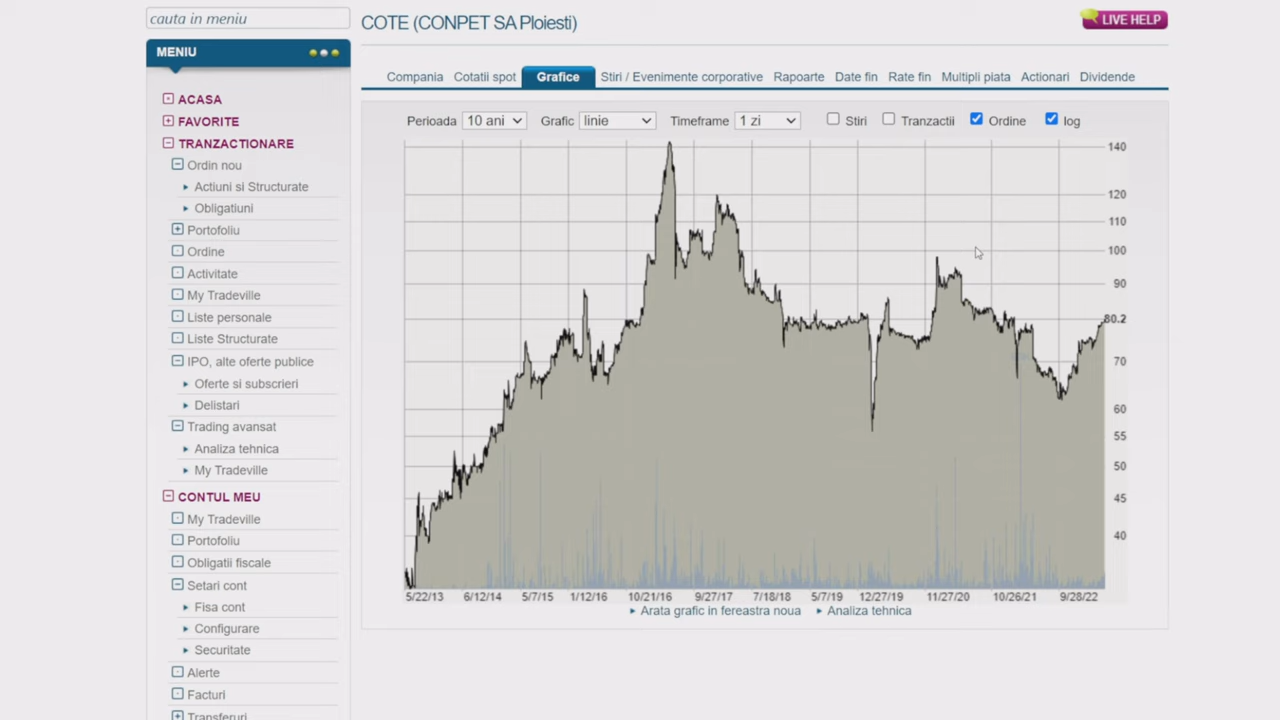 cauta in meniu
MENIU
ACASA
FAVORITE
TRANZACTIONARE
Ordin nou
Actiuni si Structurate
Obligatiuni
Portofoliu
Ordine
Activitate
My Tradeville
Liste personale
Liste Structurate
IPO, alte oferte publice
Oferte si subscrieri
Delistari
Trading avansat
Analiza tehnica
My Tradeville
CONTUL MEU
My Tradeville
Portofoliu
Obligatii fiscale
Setari cont
Fisa cont
Configurare
Securitate
Alerte
Facturi
Transferuri
COTE (CONPET SA Ploiesti)
LIVE HELP
Compania Cotatii spot Grafice Stiri / Evenimente corporative Rapoarte Date fin Rate fin Multipli piata Actionari Dividende
Perioada 10 ani Grafic linie Timeframe 1 zi Stiri Tranzactii Ordine log
140
120
110
100
90
80.2
70
60
55
50
45
40
5/22/13 6/12/14 5/7/15 1/12/16 10/21/16 9/27/17 7/18/18 5/7/19 12/27/19 11/27/20 10/26/21 9/28/22
Arata grafic in fereastra noua Analiza tehnica